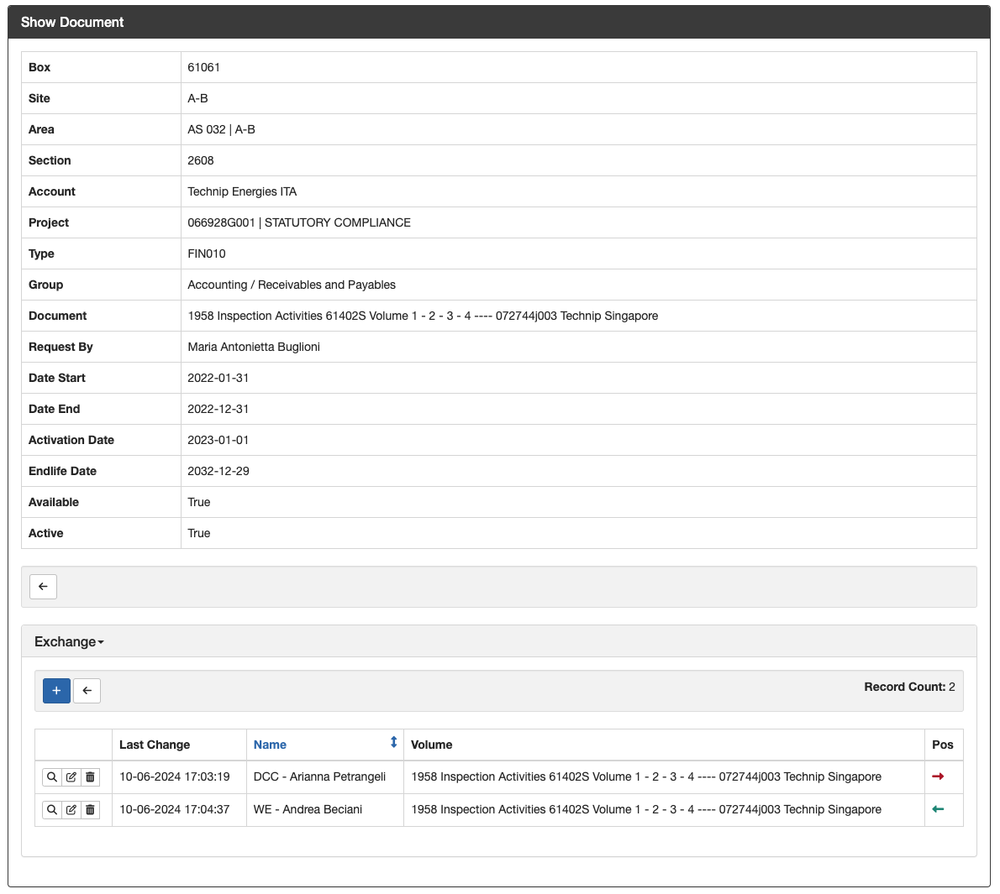 Show Document
Box 61061
Site A-B
Area AS 032 | A-B
Section 2608
Account Technip Energies ITA
Project 066928G001 | STATUTORY COMPLIANCE
Type FIN010
Group Accounting / Receivables and Payables
Document 1958 Inspection Activities 61402S Volume 1 - 2 - 3 - 4 ---- 072744j003 Technip Singapore
Request By Maria Antonietta Buglioni
Date Start 2022-01-31
Date End 2022-12-31
Activation Date 2023-01-01
Endlife Date 2032-12-29
Available True
Active True
Exchange
Record Count: 2
Last Change Name Volume Pos
10-06-2024 17:03:19 DCC - Arianna Petrangeli 1958 Inspection Activities 61402S Volume 1 - 2 - 3 - 4 ---- 072744j003 Technip Singapore
10-06-2024 17:04:37 WE - Andrea Beciani 1958 Inspection Activities 61402S Volume 1 - 2 - 3 - 4 ---- 072744j003 Technip Singapore